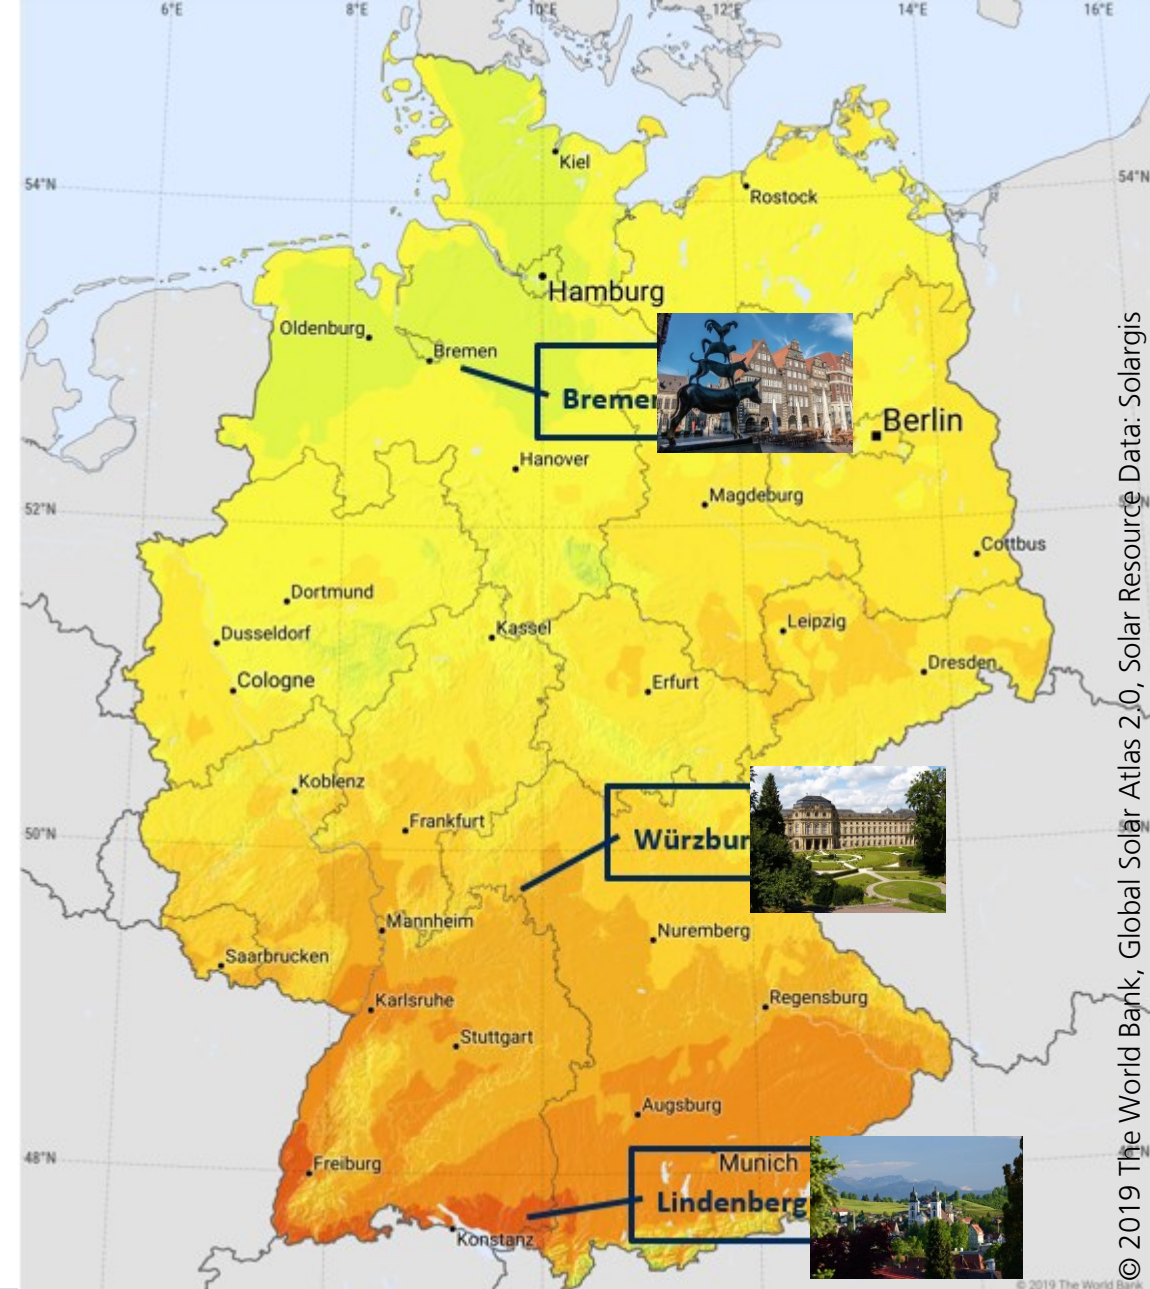 6°E
8°E
10°E
12°E
14°E
16°E
54°N
54°N
Kiel
Rostock
Hamburg
Oldenburg
Bremen
Bremen
Berlin
Hanover
Magdeburg
52°N
Cottbus
Dortmund
Dusseldorf
Kassel
Leipzig
Cologne
Erfurt
Dresden
Koblenz
Frankfurt
50°N
Würzbur
Mannheim
Nuremberg
Saarbrucken
Karlsruhe
Regensburg
Stuttgart
Augsburg
48°N
Freiburg
Munich
Lindenberg
Konstanz
© 2019 The World Bank
© 2019 The World Bank, Global Solar Atlas 2.0, Solar Resource Data: Solargis